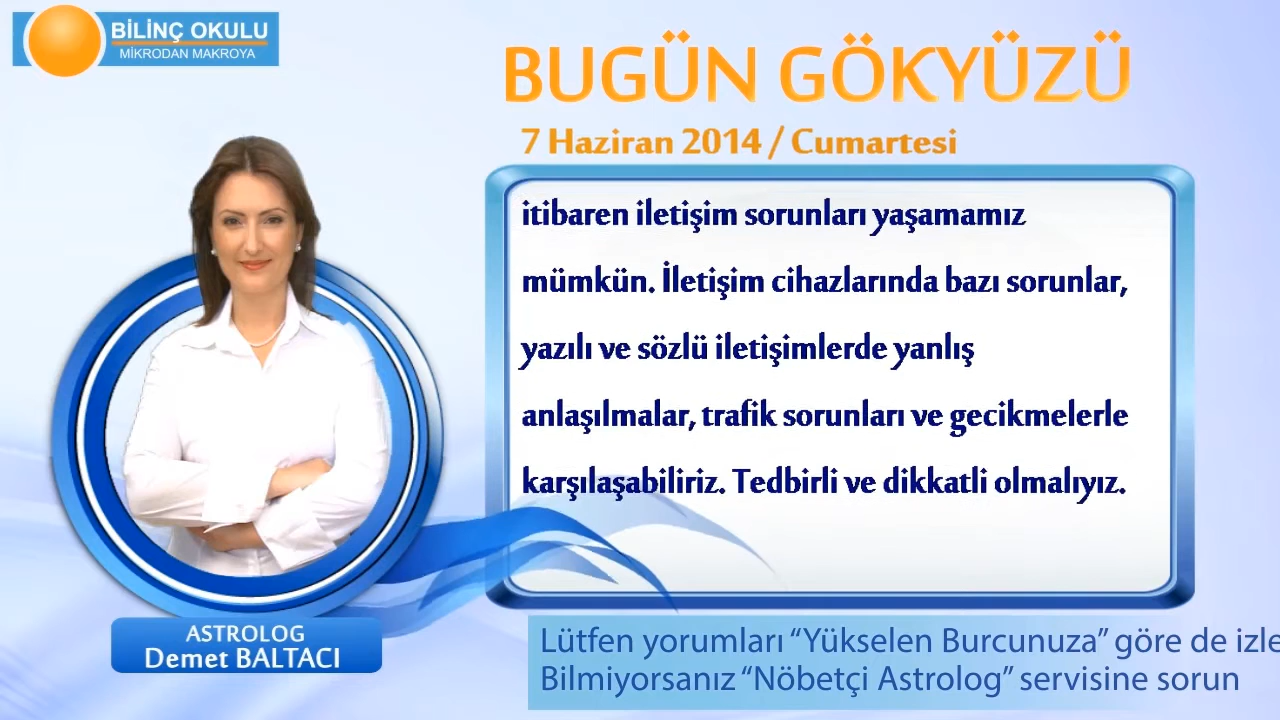 BİLİNÇ OKULU
MİKRODAN MAKROYA
BUGÜN GÖKYÜZÜ
7 Haziran 2014 / Cumartesi
itibaren iletişim sorunları yaşamamız
mümkün. İletişim cihazlarında bazı sorunlar,
yazılı ve sözlü iletişimlerde yanlış
anlaşılmalar, trafik sorunları ve gecikmelerle
karşılaşabiliriz. Tedbirli ve dikkatli olmalıyız.
ASTROLOG
Demet BALTACI
Lütfen yorumları “Yükselen Burcunuza” göre de izle
Bilmiyorsanız “Nöbetçi Astrolog” servisine sorun